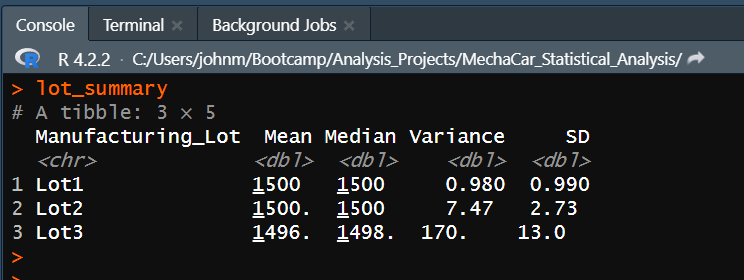 Console Terminal × Background Jobs ×
R R 4.2.2 · C:/Users/johnm/Bootcamp/Analysis_Projects/MechaCar_Statistical_Analysis/
> lot_summary
# A tibble: 3 × 5
  Manufacturing_Lot  Mean Median Variance     SD
  <chr>             <dbl>  <dbl>    <dbl>  <dbl>
1 Lot1              1500   1500     0.980  0.990
2 Lot2              1500.  1500     7.47   2.73
3 Lot3              1496.  1498.  170.    13.0
>
>